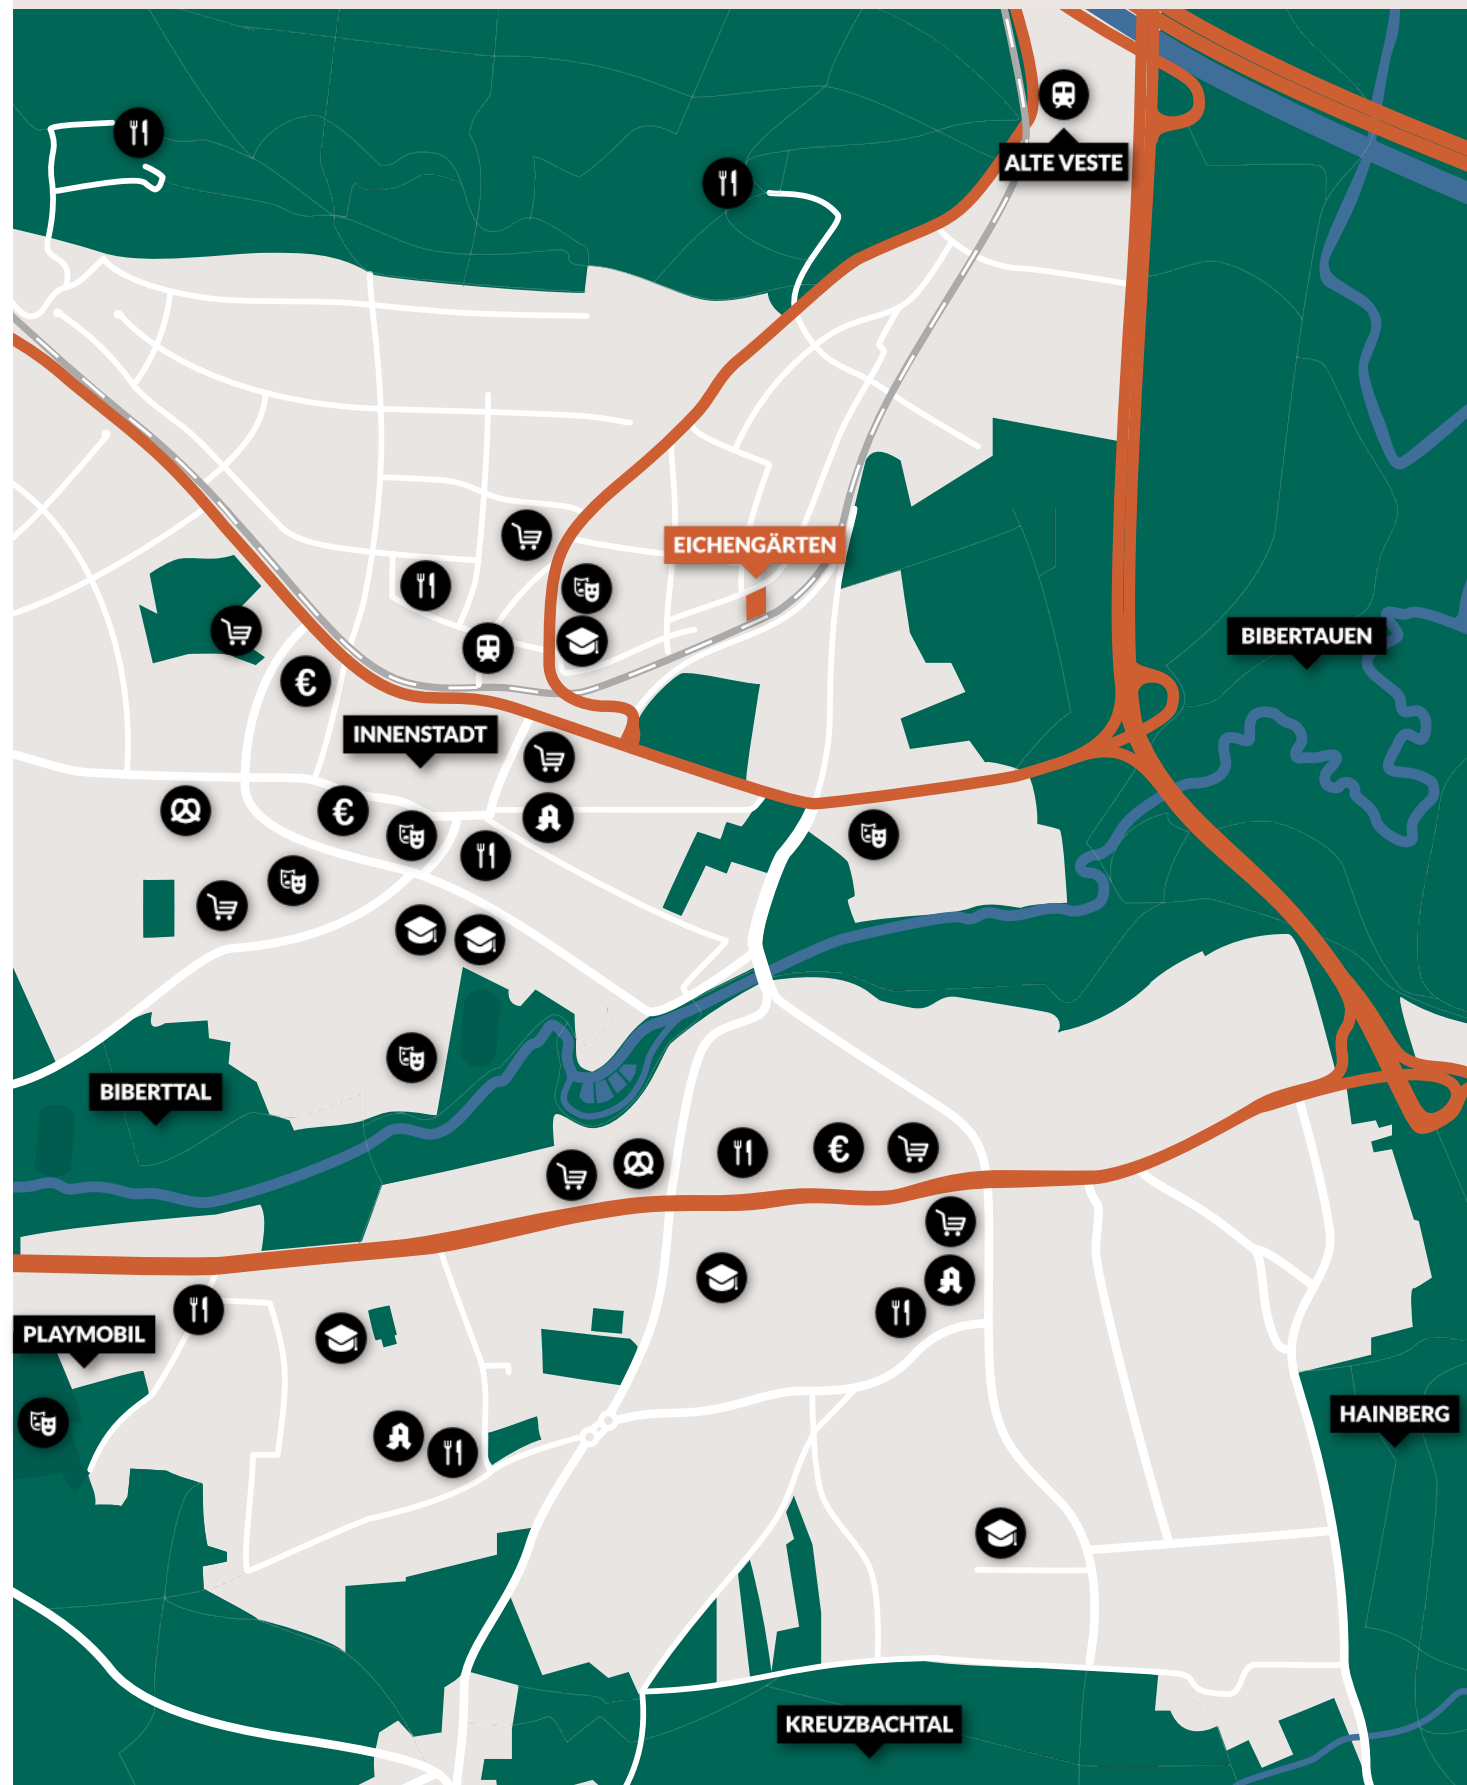 ALTE VESTE
EICHENGÄRTEN
BIBERTAUEN
INNENSTADT
BIBERTTAL
PLAYMOBIL
HAINBERG
KREUZBACHTAL